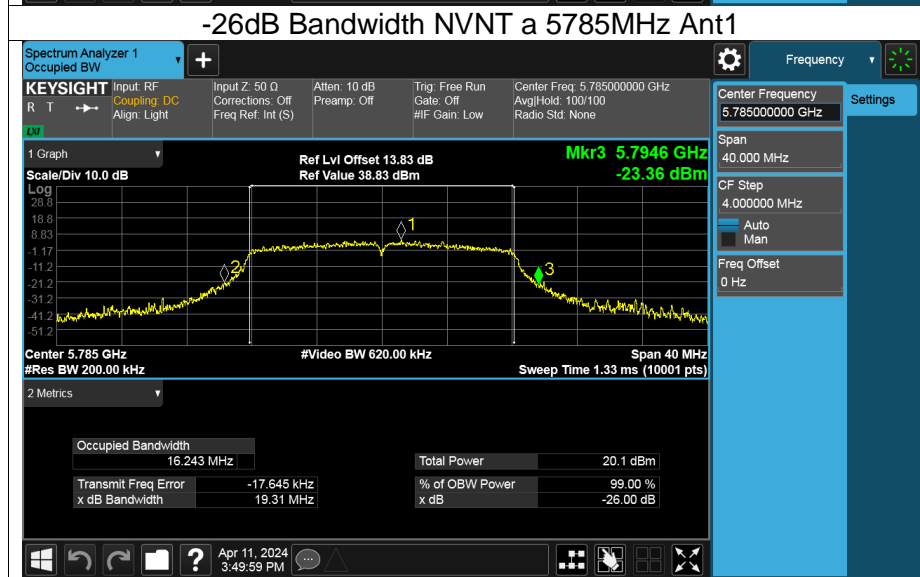 -26dB Bandwidth NVNT a 5785MHz Ant1
Spectrum Analyzer 1
Occupied BW
Frequency
KEYSIGHT
R T
LXI
Input: RF
Coupling: DC
Align: Light
Input Z: 50 Ω
Corrections: Off
Freq Ref: Int (S)
Atten: 10 dB
Preamp: Off
Trig: Free Run
Gate: Off
#IF Gain: Low
Center Freq: 5.785000000 GHz
Avg|Hold: 100/100
Radio Std: None
Center Frequency
5.785000000 GHz
Settings
Span
40.000 MHz
CF Step
4.000000 MHz
Auto
Man
Freq Offset
0 Hz
1 Graph
Ref Lvl Offset 13.83 dB
Mkr3 5.7946 GHz
Scale/Div 10.0 dB
Ref Value 38.83 dBm
-23.36 dBm
Log
28.8
18.8
8.83
-1.17
-11.2
-21.2
-31.2
-41.2
-51.2
1
2
3
Center 5.785 GHz
#Video BW 620.00 kHz
Span 40 MHz
#Res BW 200.00 kHz
Sweep Time 1.33 ms (10001 pts)
2 Metrics
Occupied Bandwidth
16.243 MHz
Total Power
20.1 dBm
Transmit Freq Error
-17.645 kHz
% of OBW Power
99.00 %
x dB Bandwidth
19.31 MHz
x dB
-26.00 dB
Apr 11, 2024
3:49:59 PM